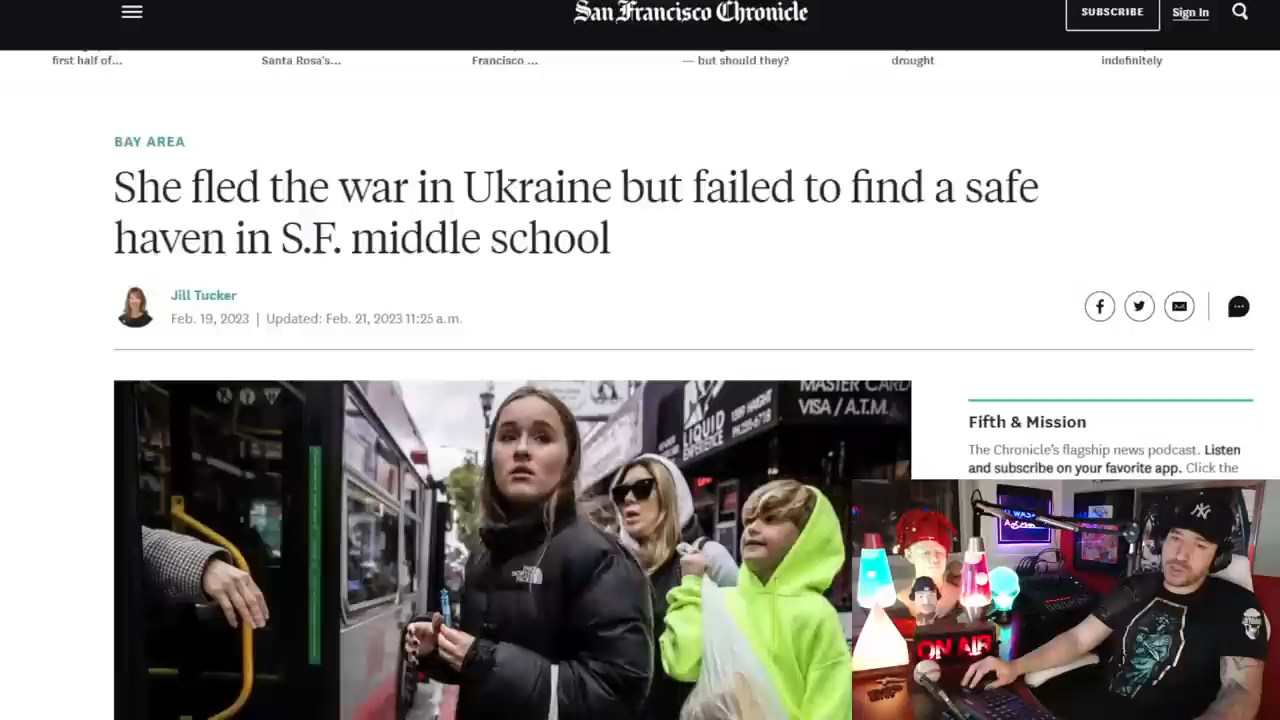 San Francisco Chronicle
SUBSCRIBE
Sign In
first half of...
Santa Rosa's...
Francisco ...
— but should they?
drought
indefinitely
BAY AREA
She fled the war in Ukraine but failed to find a safe
haven in S.F. middle school
Jill Tucker
Feb. 19, 2023 | Updated: Feb. 21, 2023 11:25 a.m.
MASTER CARD
VISA / A.T.M.
LIQUID
THE
NORTH
FACE
Fifth & Mission
The Chronicle's flagship news podcast. Listen
and subscribe on your favorite app. Click the
ON AIR